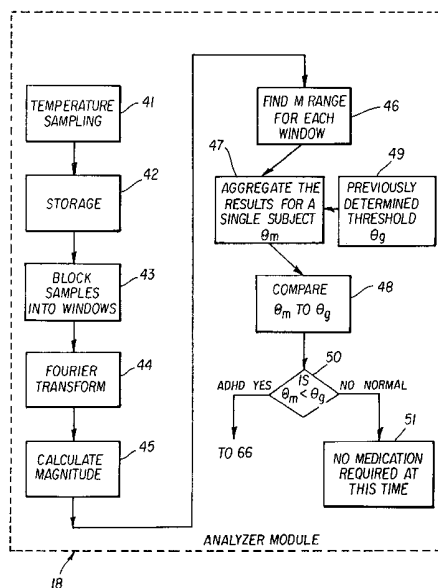 TEMPERATURE
SAMPLING
41
STORAGE
42
BLOCK
SAMPLES
INTO WINDOWS
43
FOURIER
TRANSFORM
44
CALCULATE
MAGNITUDE
45
FIND M RANGE
FOR EACH
WINDOW
46
47
AGGREGATE THE
RESULTS FOR A
SINGLE SUBJECT
θm
49
PREVIOUSLY
DETERMINED
THRESHOLD
θg
COMPARE
θm TO θg
48
50
IS
θm < θg
ADHD YES
NO NORMAL
TO 66
51
NO MEDICATION
REQUIRED AT
THIS TIME
ANALYZER MODULE
18